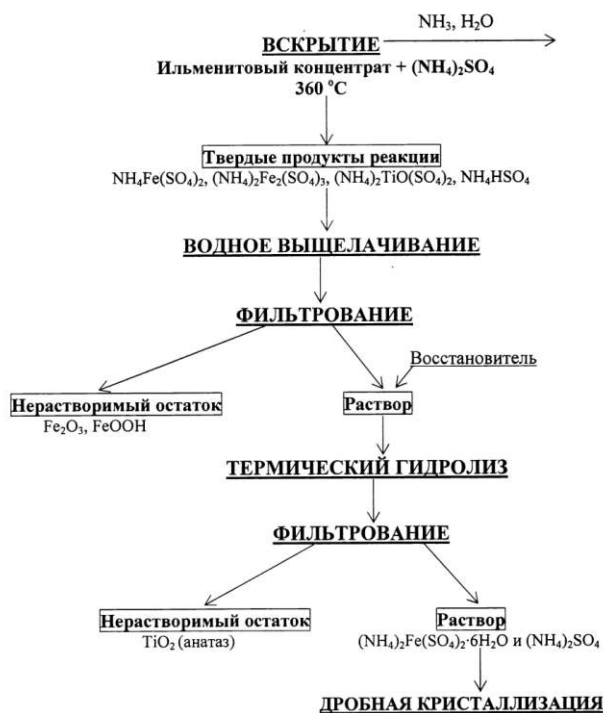 NH₃, H₂O
ВСКРЫТИЕ
Ильменитовый концентрат + (NH₄)₂SO₄
360 °C
Твердые продукты реакции
NH₄Fe(SO₄)₂, (NH₄)₂Fe₂(SO₄)₃, (NH₄)₂TiO(SO₄)₂, NH₄HSO₄
ВОДНОЕ ВЫЩЕЛАЧИВАНИЕ
ФИЛЬТРОВАНИЕ
Восстановитель
Нерастворимый остаток
Fe₂O₃, FeOOH
Раствор
ТЕРМИЧЕСКИЙ ГИДРОЛИЗ
ФИЛЬТРОВАНИЕ
Нерастворимый остаток
TiO₂ (анатаз)
Раствор
(NH₄)₂Fe(SO₄)₂·6H₂O и (NH₄)₂SO₄
ДРОБНАЯ КРИСТАЛЛИЗАЦИЯ